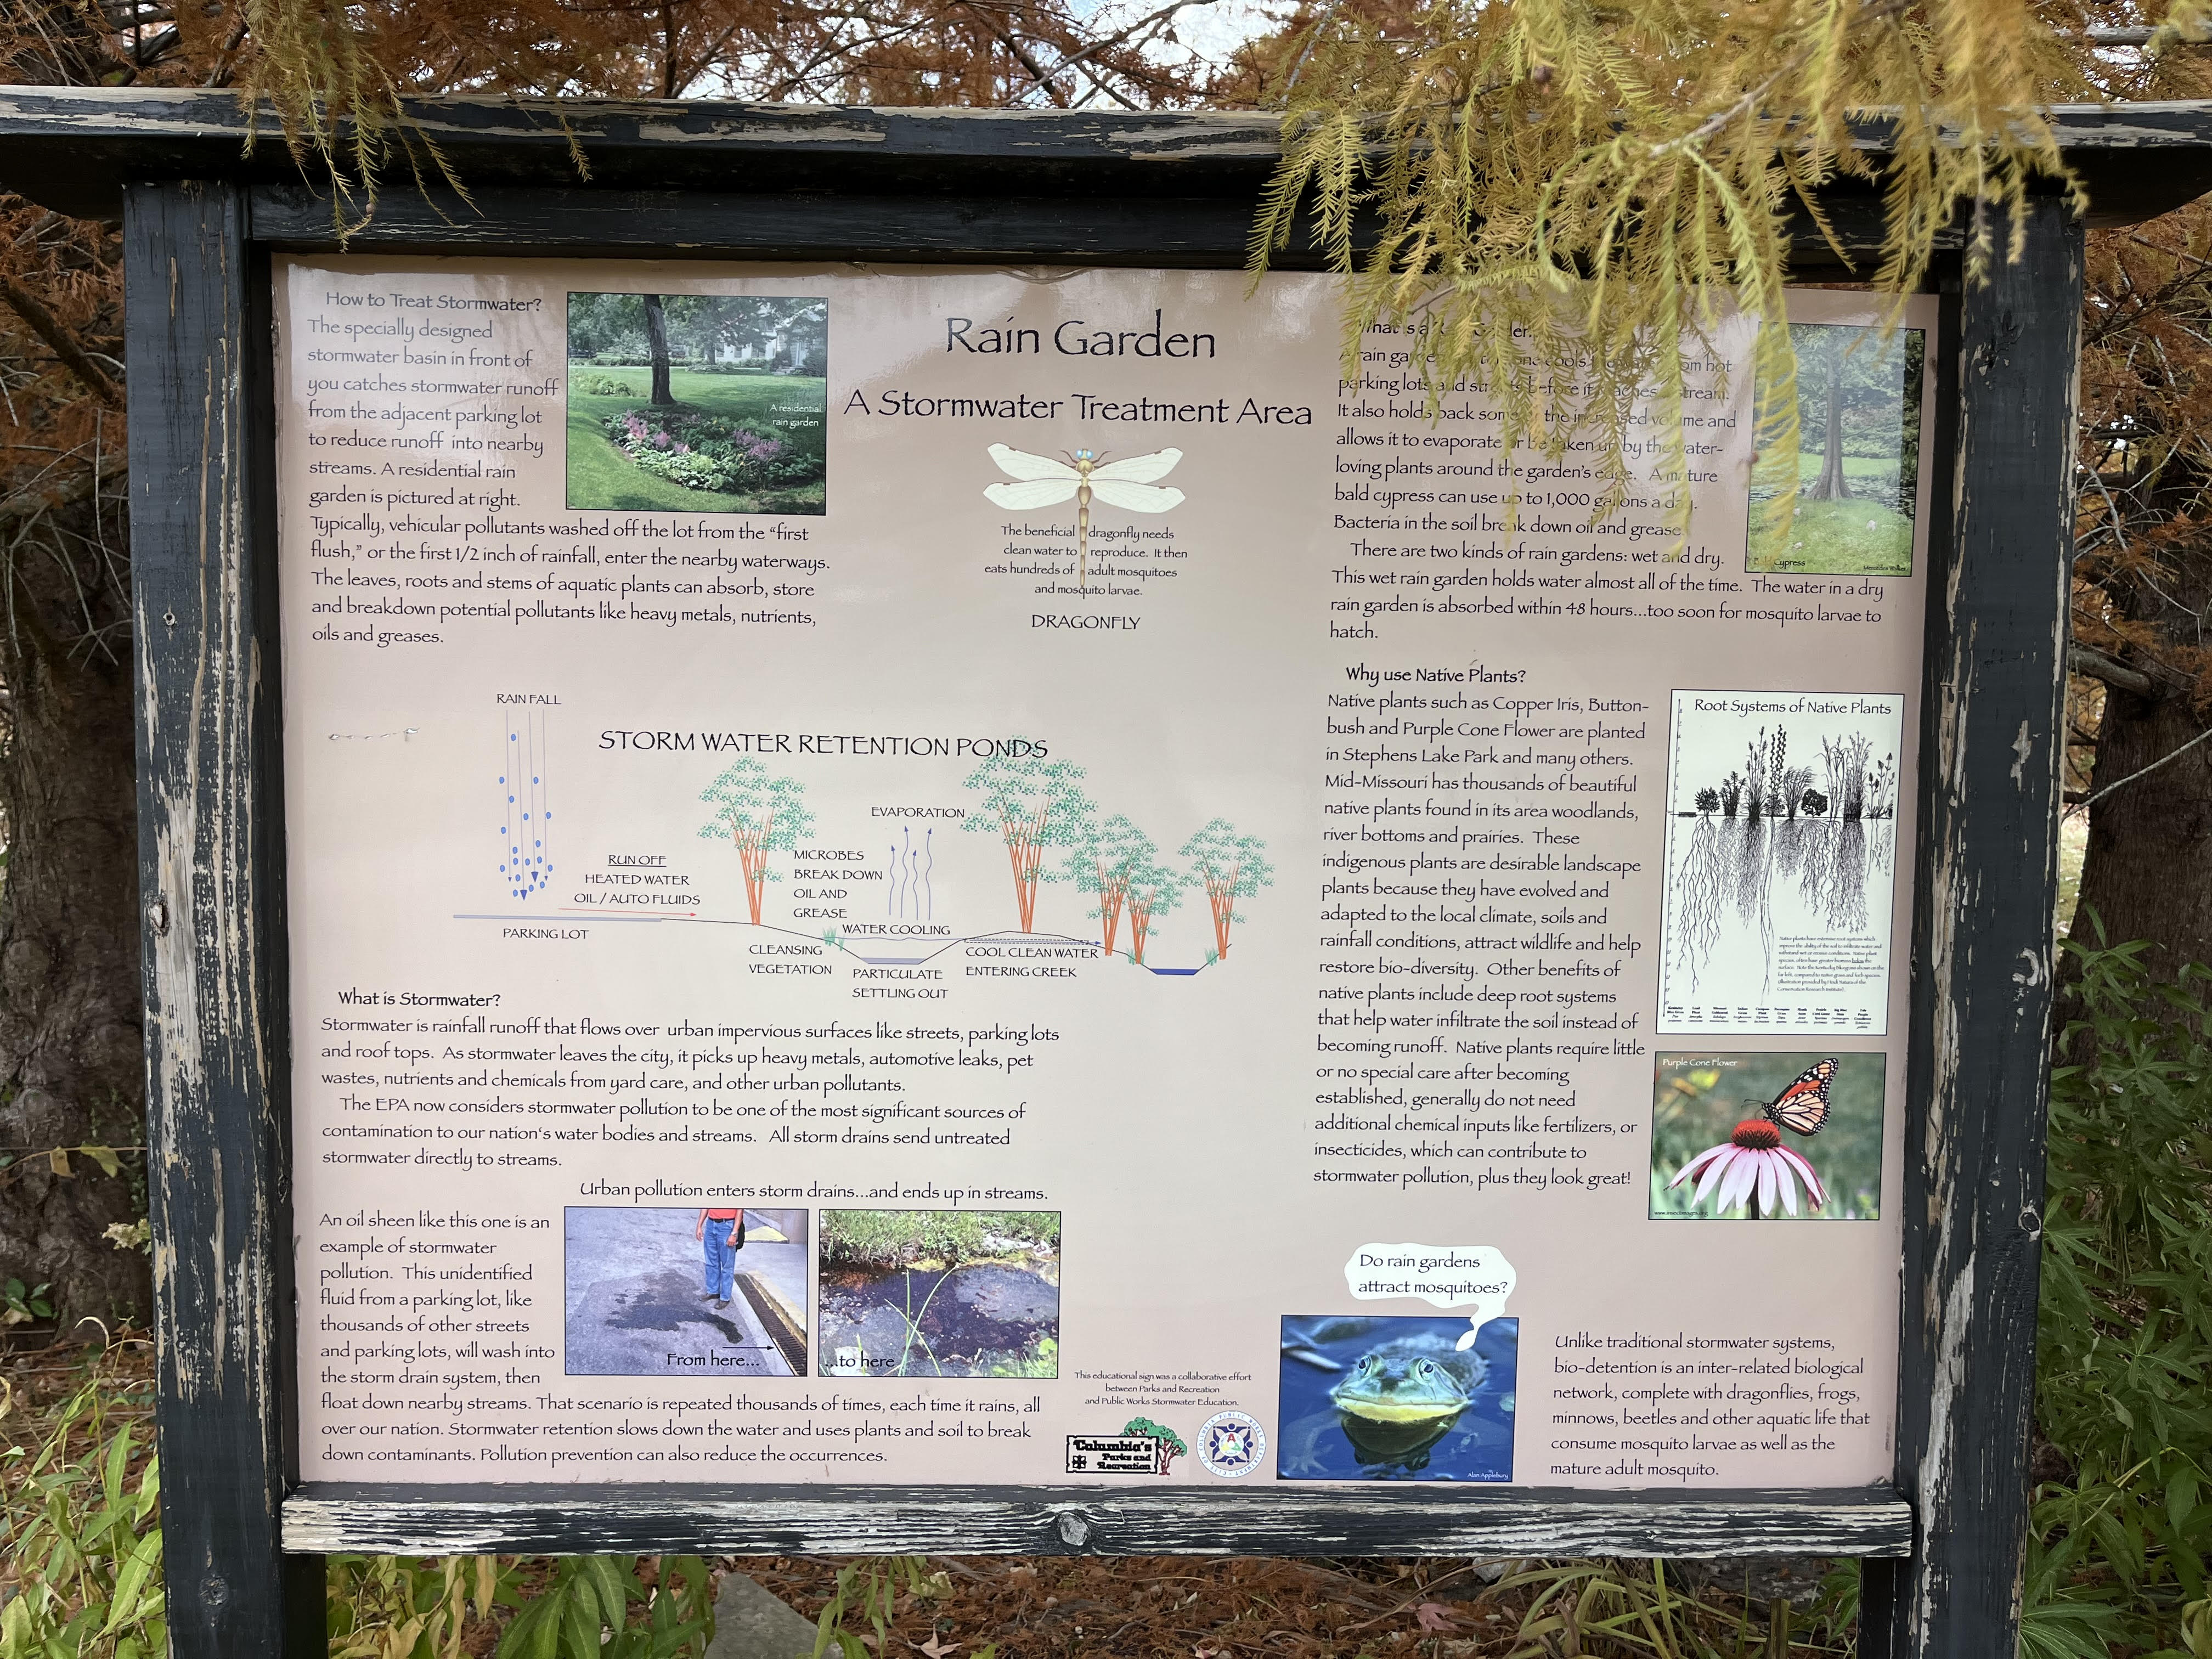 How to Treat Stormwater?
The specially designed
stormwater basin in front of
you catches stormwater runoff
from the adjacent parking lot
to reduce runoff into nearby
streams. A residential rain
garden is pictured at right.
Typically, vehicular pollutants washed off the lot from the "first
flush," or the first 1/2 inch of rainfall, enter the nearby waterways.
The leaves, roots and stems of aquatic plants can absorb, store
and breakdown potential pollutants like heavy metals, nutrients,
oils and greases.
A residential
rain garden
Rain Garden
A Stormwater Treatment Area
The beneficial dragonfly needs
clean water to reproduce. It then
eats hundreds of adult mosquitoes
and mosquito larvae.
DRAGONFLY
What is a
A rain cools hot
parking lots and before it stream.
It also holds back some the increased volume and
allows it to evaporate or be taken up by the water-
loving plants around the garden's edge. A mature
bald cypress can use up to 1,000 gallons a day.
Bacteria in the soil break down oil and grease
There are two kinds of rain gardens: wet and dry.
This wet rain garden holds water almost all of the time. The water in a dry
rain garden is absorbed within 48 hours...too soon for mosquito larvae to
hatch.
Cypress
RAIN FALL
STORM WATER RETENTION PONDS
EVAPORATION
RUN OFF
HEATED WATER
OIL / AUTO FLUIDS
MICROBES
BREAK DOWN
OIL AND
GREASE
PARKING LOT
WATER COOLING
CLEANSING
VEGETATION
PARTICULATE
SETTLING OUT
COOL CLEAN WATER
ENTERING CREEK
What is Stormwater?
Stormwater is rainfall runoff that flows over urban impervious surfaces like streets, parking lots
and roof tops. As stormwater leaves the city, it picks up heavy metals, automotive leaks, pet
wastes, nutrients and chemicals from yard care, and other urban pollutants.
The EPA now considers stormwater pollution to be one of the most significant sources of
contamination to our nation's water bodies and streams. All storm drains send untreated
stormwater directly to streams.
Urban pollution enters storm drains...and ends up in streams.
An oil sheen like this one is an
example of stormwater
pollution. This unidentified
fluid from a parking lot, like
thousands of other streets
and parking lots, will wash into
the storm drain system, then
float down nearby streams. That scenario is repeated thousands of times, each time it rains, all
over our nation. Stormwater retention slows down the water and uses plants and soil to break
down contaminants. Pollution prevention can also reduce the occurrences.
From here...
...to here
Why use Native Plants?
Native plants such as Copper Iris, Button-
bush and Purple Cone Flower are planted
in Stephens Lake Park and many others.
Mid-Missouri has thousands of beautiful
native plants found in its area woodlands,
river bottoms and prairies. These
indigenous plants are desirable landscape
plants because they have evolved and
adapted to the local climate, soils and
rainfall conditions, attract wildlife and help
restore bio-diversity. Other benefits of
native plants include deep root systems
that help water infiltrate the soil instead of
becoming runoff. Native plants require little
or no special care after becoming
established, generally do not need
additional chemical inputs like fertilizers, or
insecticides, which can contribute to
stormwater pollution, plus they look great!
Root Systems of Native Plants
Purple Cone Flower
www.insectimages.org
This educational sign was a collaborative effort
between Parks and Recreation
and Public Works Stormwater Education.
Columbia's
Parks and
Recreation
Do rain gardens
attract mosquitoes?
Alan Applebury
Unlike traditional stormwater systems,
bio-detention is an inter-related biological
network, complete with dragonflies, frogs,
minnows, beetles and other aquatic life that
consume mosquito larvae as well as the
mature adult mosquito.